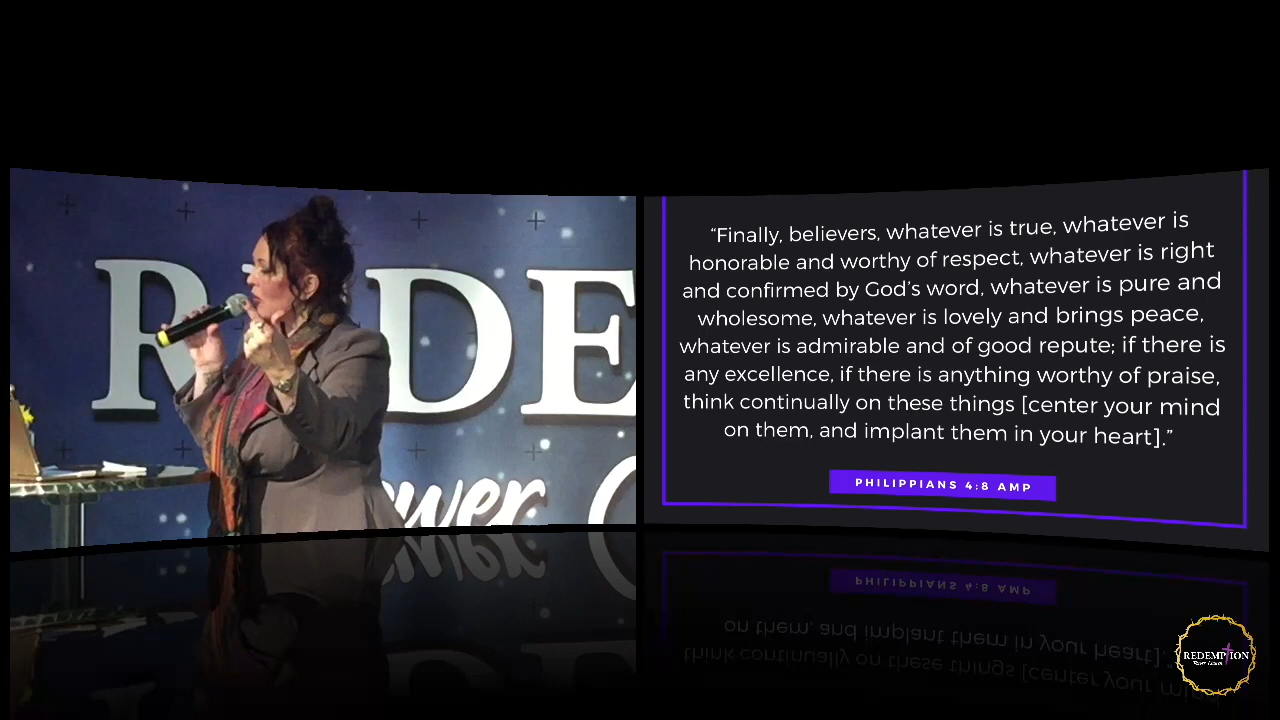 REDE
ower
“Finally, believers, whatever is true, whatever is
honorable and worthy of respect, whatever is right
and confirmed by God’s word, whatever is pure and
wholesome, whatever is lovely and brings peace,
whatever is admirable and of good repute; if there is
any excellence, if there is anything worthy of praise,
think continually on these things [center your mind
on them, and implant them in your heart].”
PHILIPPIANS 4:8 AMP
REDEMPTION